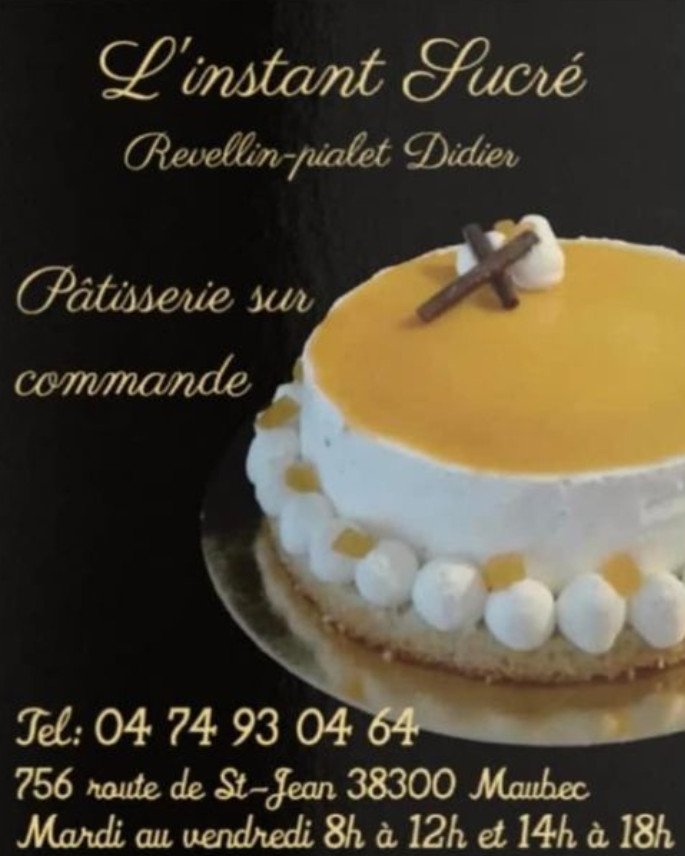 L'instant Sucré
Revellin-pialet Didier
Pâtisserie sur
commande
Tel: 04 74 93 04 64
756 route de St-Jean 38300 Maubec
Mardi au vendredi 8h à 12h et 14h à 18h